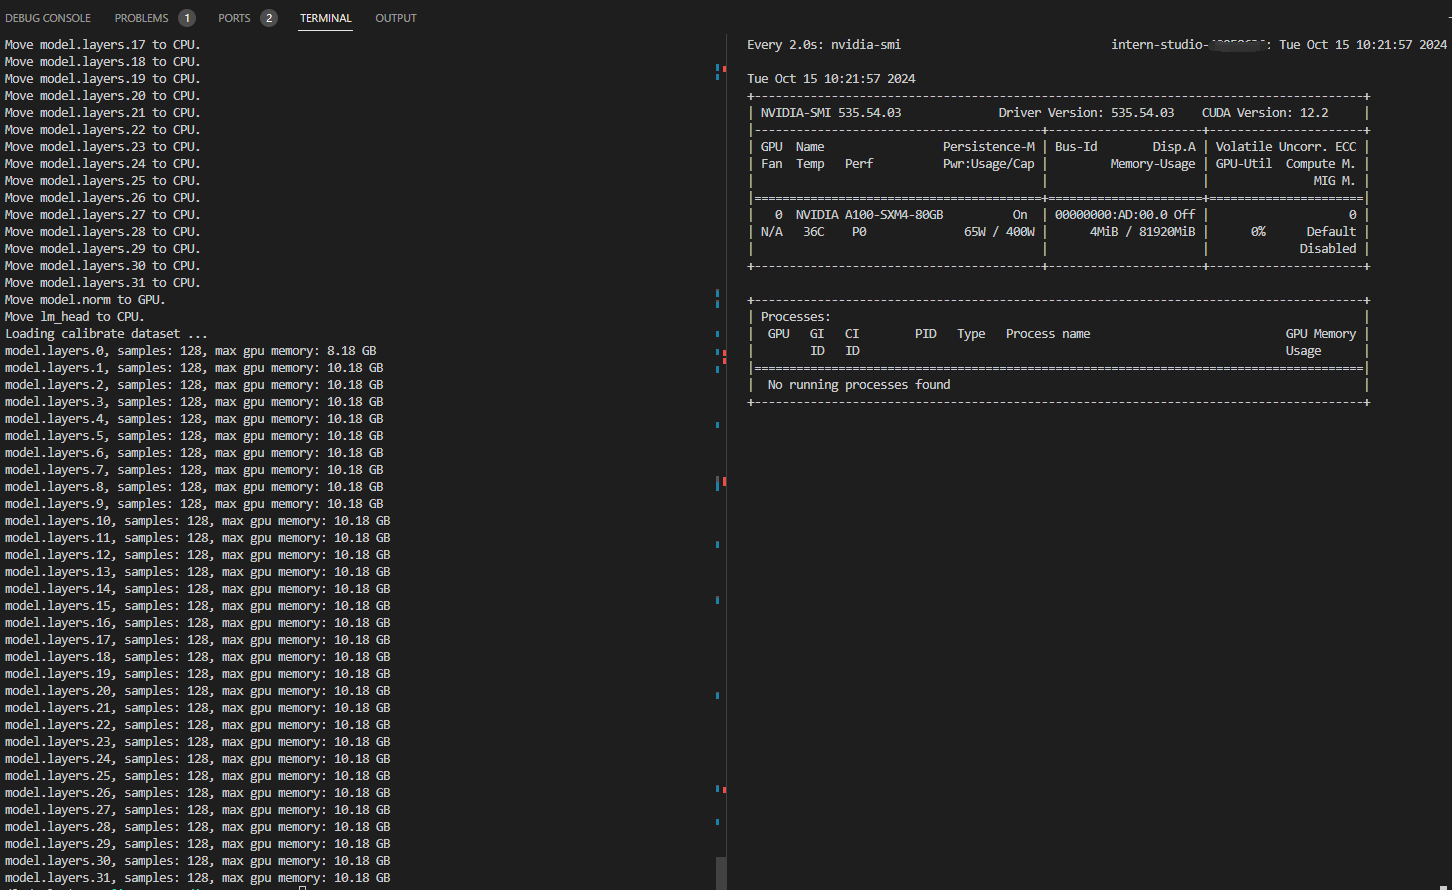 DEBUG CONSOLE PROBLEMS 1 PORTS 2 TERMINAL OUTPUT
Move model.layers.17 to CPU.
Move model.layers.18 to CPU.
Move model.layers.19 to CPU.
Move model.layers.20 to CPU.
Move model.layers.21 to CPU.
Move model.layers.22 to CPU.
Move model.layers.23 to CPU.
Move model.layers.24 to CPU.
Move model.layers.25 to CPU.
Move model.layers.26 to CPU.
Move model.layers.27 to CPU.
Move model.layers.28 to CPU.
Move model.layers.29 to CPU.
Move model.layers.30 to CPU.
Move model.layers.31 to CPU.
Move model.norm to GPU.
Move lm_head to CPU.
Loading calibrate dataset ...
model.layers.0, samples: 128, max gpu memory: 8.18 GB
model.layers.1, samples: 128, max gpu memory: 10.18 GB
model.layers.2, samples: 128, max gpu memory: 10.18 GB
model.layers.3, samples: 128, max gpu memory: 10.18 GB
model.layers.4, samples: 128, max gpu memory: 10.18 GB
model.layers.5, samples: 128, max gpu memory: 10.18 GB
model.layers.6, samples: 128, max gpu memory: 10.18 GB
model.layers.7, samples: 128, max gpu memory: 10.18 GB
model.layers.8, samples: 128, max gpu memory: 10.18 GB
model.layers.9, samples: 128, max gpu memory: 10.18 GB
model.layers.10, samples: 128, max gpu memory: 10.18 GB
model.layers.11, samples: 128, max gpu memory: 10.18 GB
model.layers.12, samples: 128, max gpu memory: 10.18 GB
model.layers.13, samples: 128, max gpu memory: 10.18 GB
model.layers.14, samples: 128, max gpu memory: 10.18 GB
model.layers.15, samples: 128, max gpu memory: 10.18 GB
model.layers.16, samples: 128, max gpu memory: 10.18 GB
model.layers.17, samples: 128, max gpu memory: 10.18 GB
model.layers.18, samples: 128, max gpu memory: 10.18 GB
model.layers.19, samples: 128, max gpu memory: 10.18 GB
model.layers.20, samples: 128, max gpu memory: 10.18 GB
model.layers.21, samples: 128, max gpu memory: 10.18 GB
model.layers.22, samples: 128, max gpu memory: 10.18 GB
model.layers.23, samples: 128, max gpu memory: 10.18 GB
model.layers.24, samples: 128, max gpu memory: 10.18 GB
model.layers.25, samples: 128, max gpu memory: 10.18 GB
model.layers.26, samples: 128, max gpu memory: 10.18 GB
model.layers.27, samples: 128, max gpu memory: 10.18 GB
model.layers.28, samples: 128, max gpu memory: 10.18 GB
model.layers.29, samples: 128, max gpu memory: 10.18 GB
model.layers.30, samples: 128, max gpu memory: 10.18 GB
model.layers.31, samples: 128, max gpu memory: 10.18 GB
Every 2.0s: nvidia-smi intern-studio- : Tue Oct 15 10:21:57 2024
Tue Oct 15 10:21:57 2024
NVIDIA-SMI 535.54.03 Driver Version: 535.54.03 CUDA Version: 12.2
GPU Name Persistence-M | Bus-Id Disp.A | Volatile Uncorr. ECC
Fan Temp Perf Pwr:Usage/Cap | Memory-Usage | GPU-Util Compute M.
MIG M.
0 NVIDIA A100-SXM4-80GB On | 00000000:AD:00.0 Off | 0
N/A 36C P0 65W / 400W | 4MiB / 81920MiB | 0% Default
Disabled
Processes:
GPU GI CI PID Type Process name GPU Memory
ID ID Usage
No running processes found